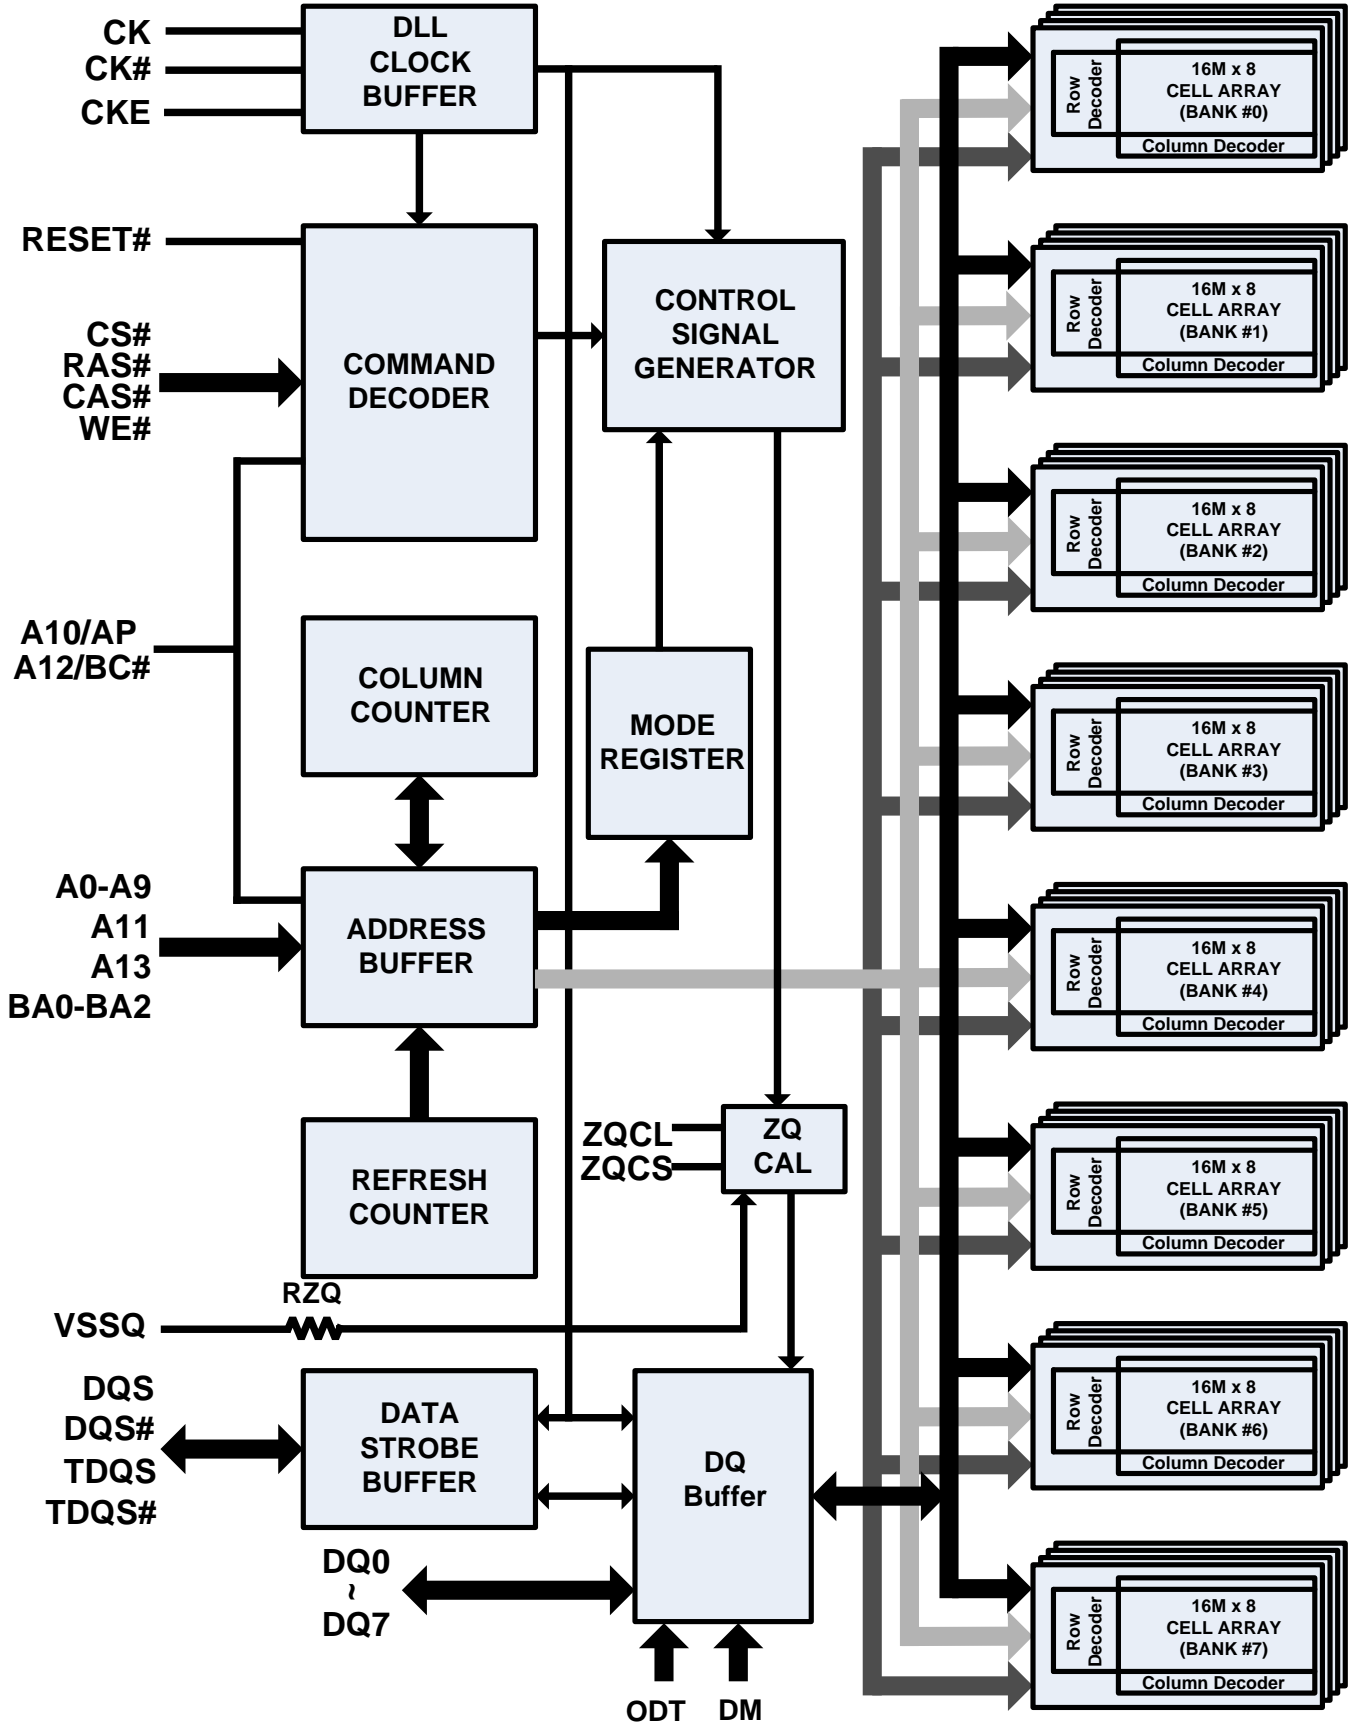 CK
CK#
CKE
DLL
CLOCK
BUFFER
RESET#
CS#
RAS#
CAS#
WE#
COMMAND
DECODER
CONTROL
SIGNAL
GENERATOR
A10/AP
A12/BC#
COLUMN
COUNTER
MODE
REGISTER
A0-A9
A11
A13
BA0-BA2
ADDRESS
BUFFER
REFRESH
COUNTER
ZQCL
ZQCS
ZQ
CAL
RZQ
VSSQ
DQS
DQS#
TDQS
TDQS#
DATA
STROBE
BUFFER
DQ
Buffer
DQ0
~
DQ7
ODT
DM
Row
Decoder
16M x 8
CELL ARRAY
(BANK #0)
Column Decoder
Row
Decoder
16M x 8
CELL ARRAY
(BANK #1)
Column Decoder
Row
Decoder
16M x 8
CELL ARRAY
(BANK #2)
Column Decoder
Row
Decoder
16M x 8
CELL ARRAY
(BANK #3)
Column Decoder
Row
Decoder
16M x 8
CELL ARRAY
(BANK #4)
Column Decoder
Row
Decoder
16M x 8
CELL ARRAY
(BANK #5)
Column Decoder
Row
Decoder
16M x 8
CELL ARRAY
(BANK #6)
Column Decoder
Row
Decoder
16M x 8
CELL ARRAY
(BANK #7)
Column Decoder